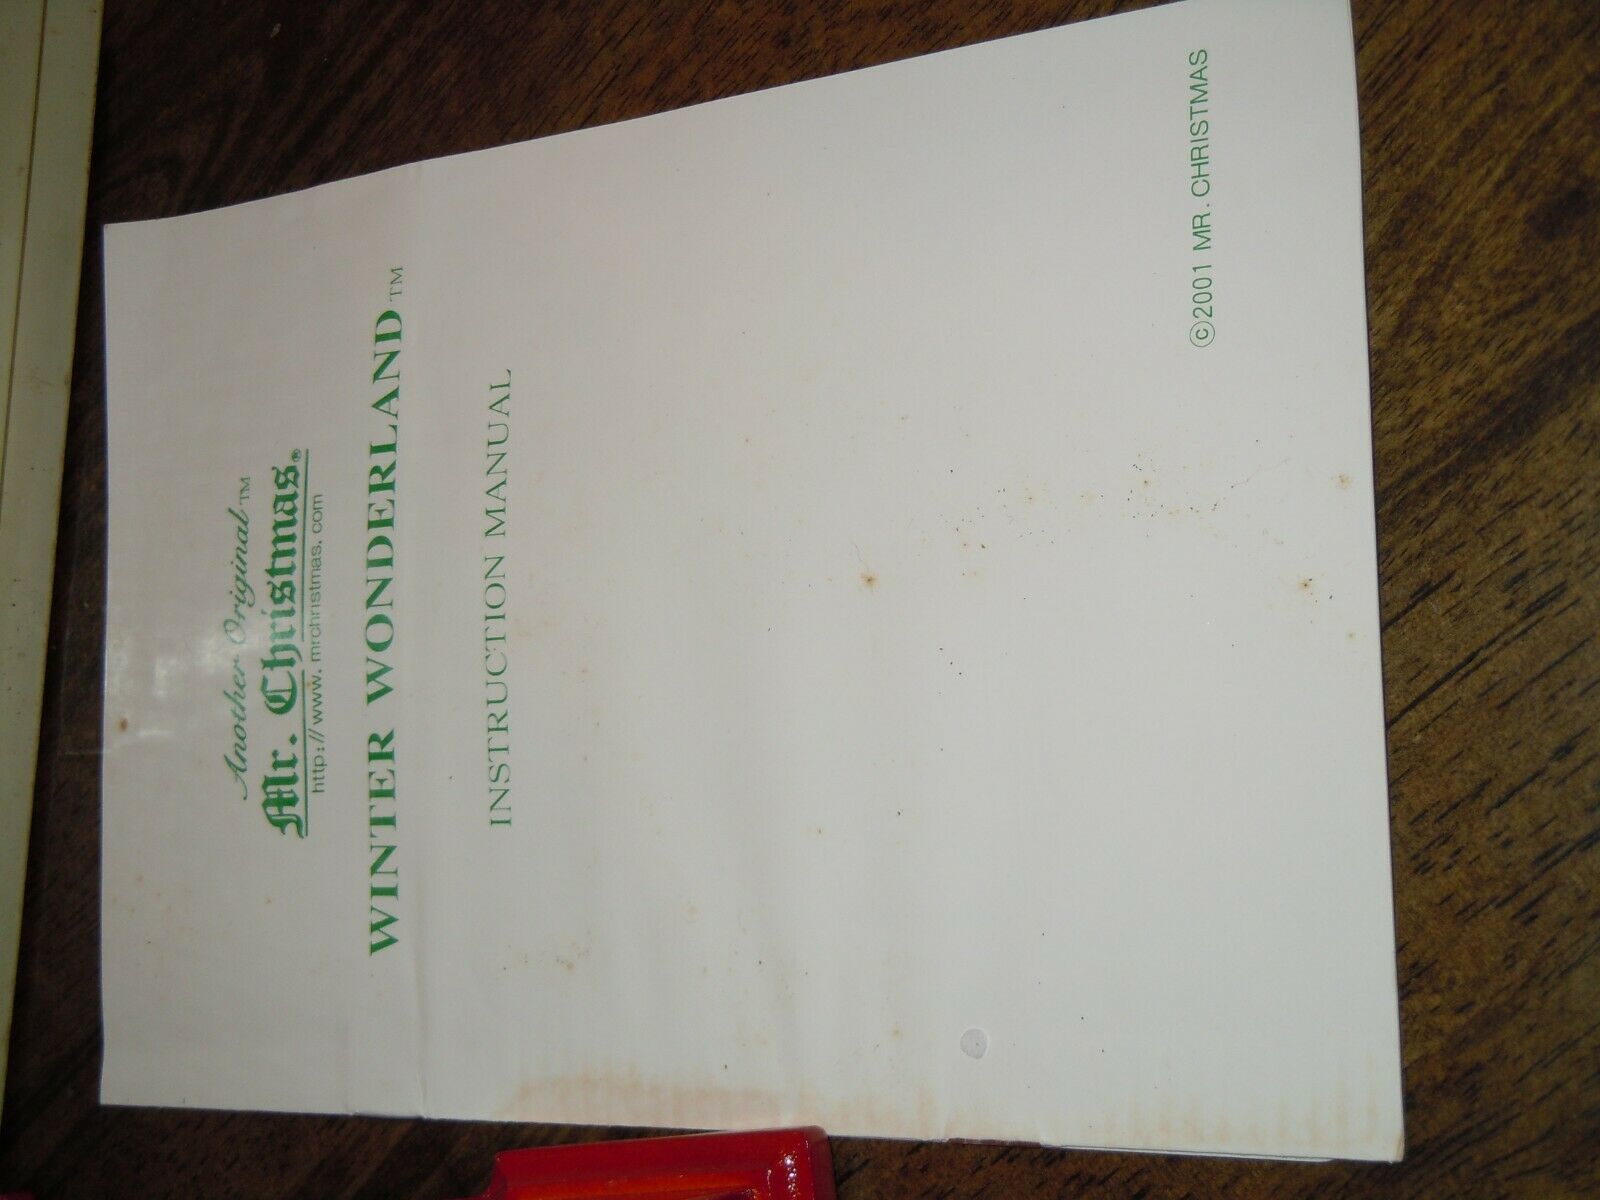 Another Original™
Mr. Christmas®
http://www.mrchristmas.com
WINTER WONDERLAND™
INSTRUCTION MANUAL
©2001 MR. CHRISTMAS